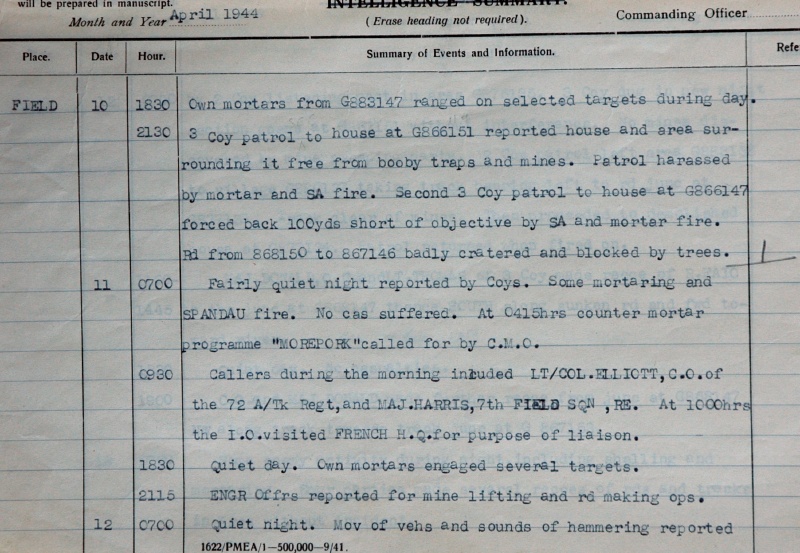 will be prepared in manuscript.
INTELLIGENCE SUMMARY.
Month and Year April 1944
(Erase heading not required).
Commanding Officer
Place. Date Hour. Summary of Events and Information.
FIELD 10 1830 Own mortars from G883147 ranged on selected targets during day.
2130 3 Coy patrol to house at G866151 reported house and area sur-
rounding it free from booby traps and mines. Patrol harassed
by mortar and SA fire. Second 3 Coy patrol to house at G866147
forced back 100yds short of objective by SA and mortar fire.
Rd from 868150 to 867146 badly cratered and blocked by trees.
11 0700 Fairly quiet night reported by Coys. Some mortaring and
SPANDAU fire. No cas suffered. At 0415hrs counter mortar
programme "MOREPORK"called for by C.M.O.
0930 Callers during the morning inluded LT/COL.ELLIOTT,C.O.of
the 72 A/Tk Regt,and MAJ.HARRIS,7th FIELD SQN ,RE. At 1000hrs
the I.O.visited FRENCH H.Q.for purpose of liaison.
1830 Quiet day. Own mortars engaged several targets.
2115 ENGR Offrs reported for mine lifting and rd making ops.
12 0700 Quiet night. Mov of vehs and sounds of hammering reported
1622/PMEA/1—500,000—9/41.